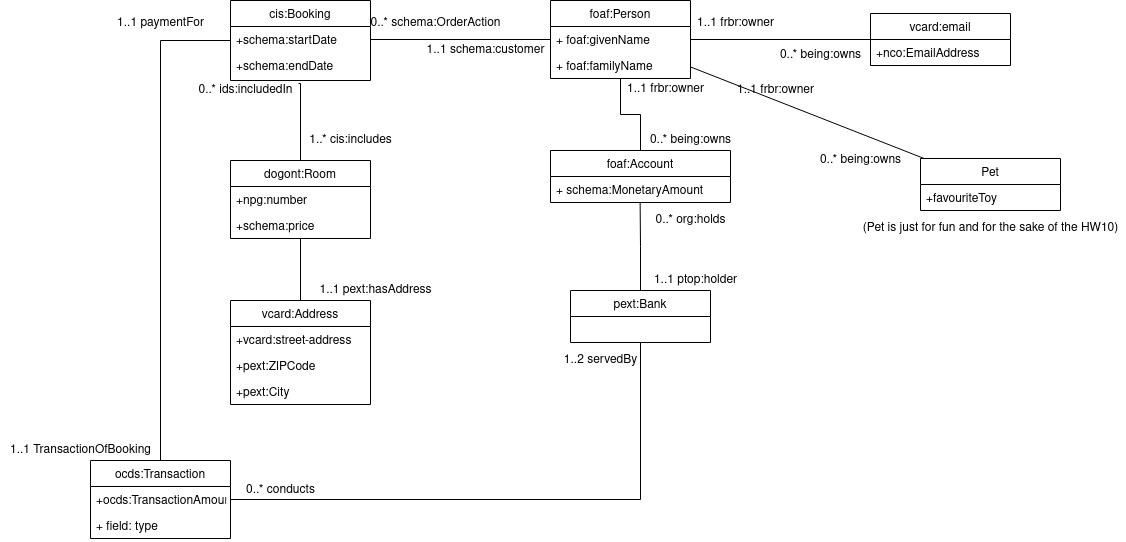 cis:Booking
foaf:Person
1..1 paymentFor
0..* schema:OrderAction
1..1 frbr:owner
vcard:email
+schema:startDate
+ foaf:givenName
1..1 schema:customer
0..* being:owns
+nco:EmailAddress
+schema:endDate
+ foaf:familyName
0..* ids:includedIn
1..1 frbr:owner
1..1 frbr:owner
1..* cis:includes
0..* being:owns
0..* being:owns
dogont:Room
foaf:Account
Pet
+npg:number
+ schema:MonetaryAmount
+favouriteToy
+schema:price
0..* org:holds
(Pet is just for fun and for the sake of the HW10)
1..1 pext:hasAddress
1..1 ptop:holder
vcard:Address
pext:Bank
+vcard:street-address
1..2 servedBy
+pext:ZIPCode
+pext:City
1..1 TransactionOfBooking
ocds:Transaction
0..* conducts
+ocds:TransactionAmou
+ field: type